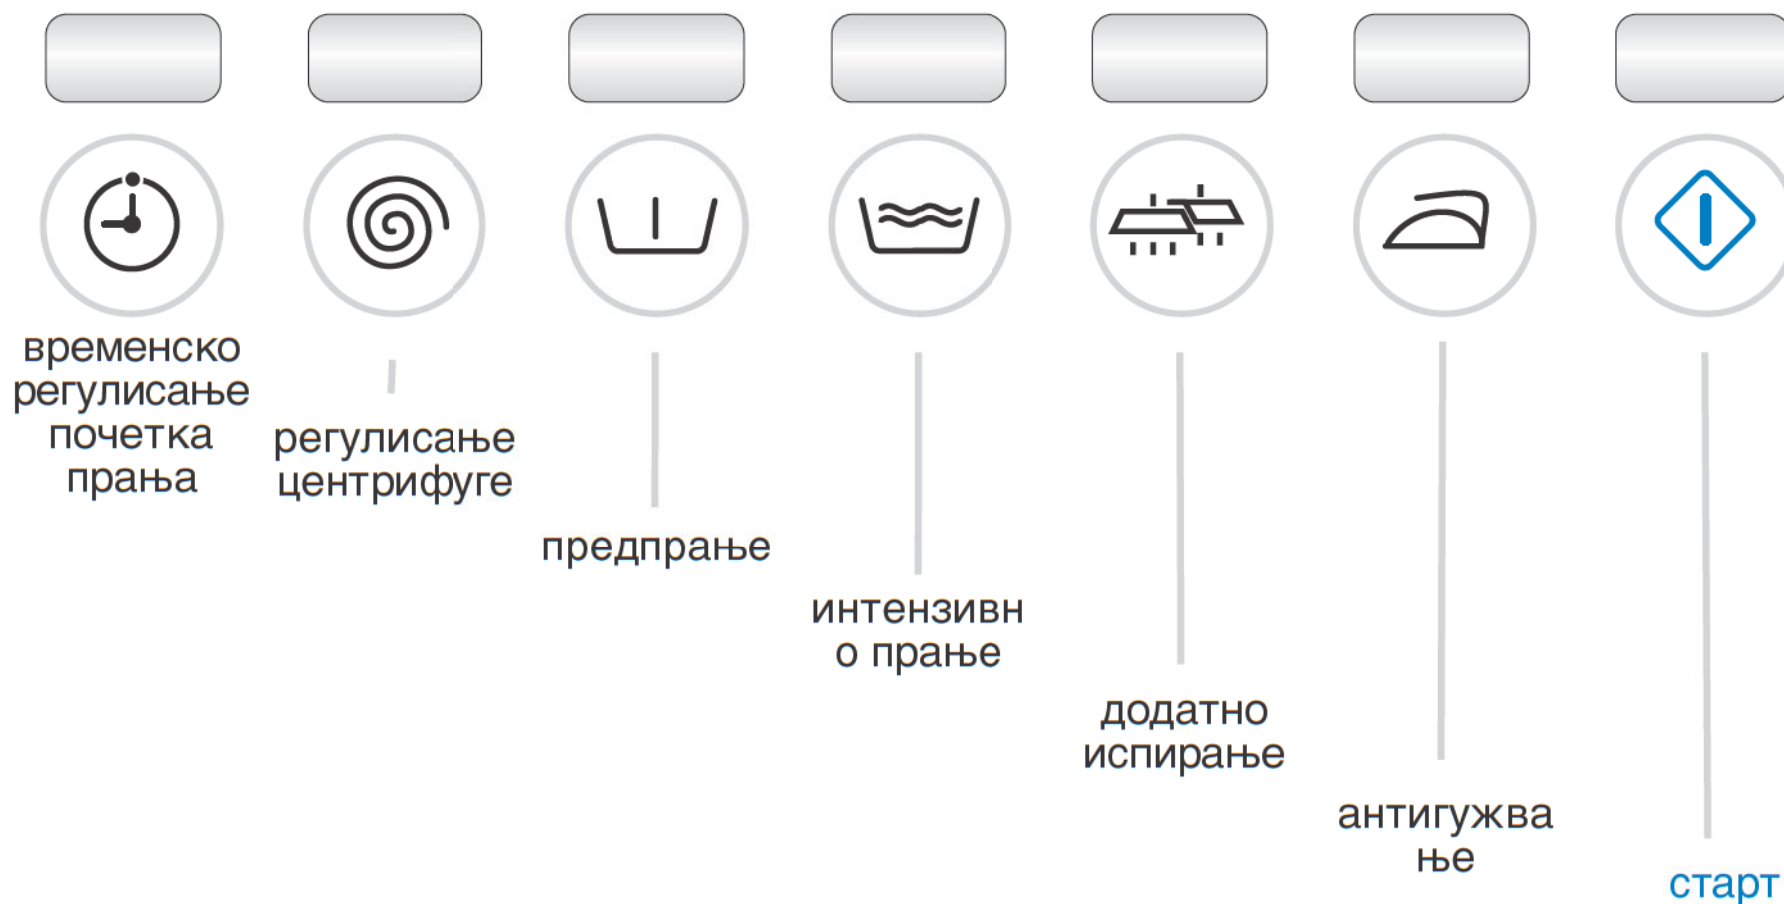 временско
регулисање
почетка
прања
регулисање
центрифуге
предпрање
интензивн
о прање
додатно
испирање
антигужва
ње
старт